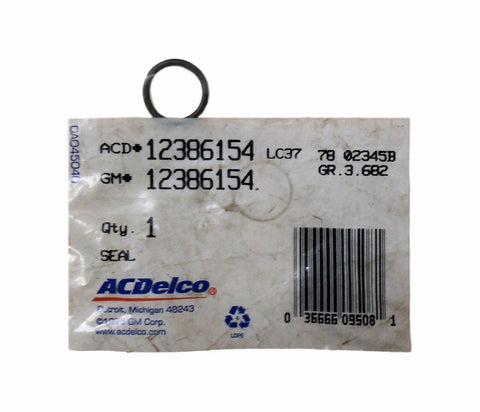 ACD# 12386154 LC37 78 02345B
GM# 12386154 GR.3.682
Qty. 1
SEAL
ACDelco®
Detroit, Michigan 48243
GM Corp.
www.acdelco.com
LDPE
0 36666 09508 1